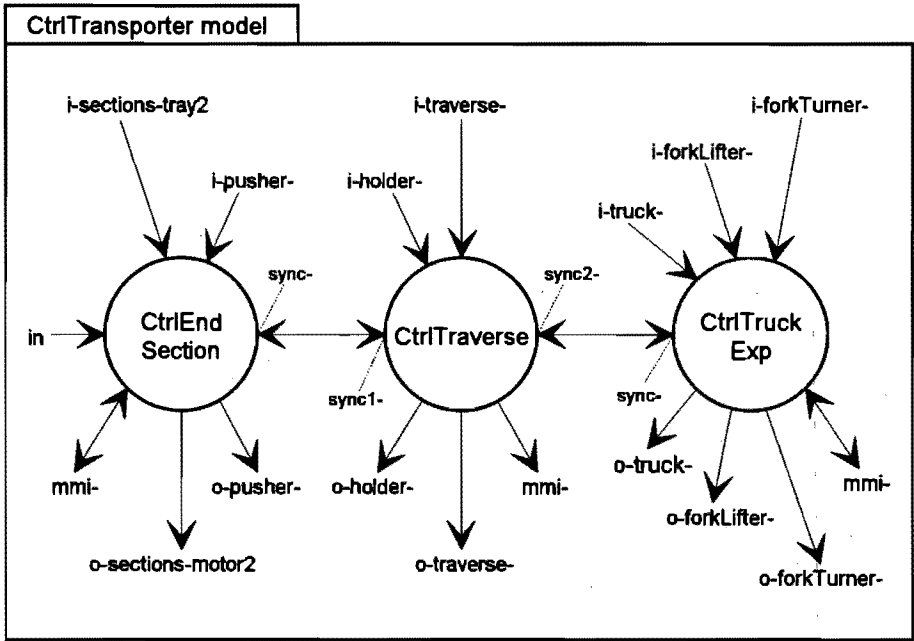 CtrlTransporter model
i-sections-tray2
i-traverse-
i-forkTurner-
i-forkLifter-
i-pusher-
i-holder-
i-truck-
sync-
sync2-
in
CtrlEnd
Section
CtrlTraverse
CtrlTruck
Exp
sync1-
sync-
mmi-
o-pusher-
o-holder-
mmi-
o-truck-
mmi-
o-forkLifter-
o-sections-motor2
o-traverse-
o-forkTurner-